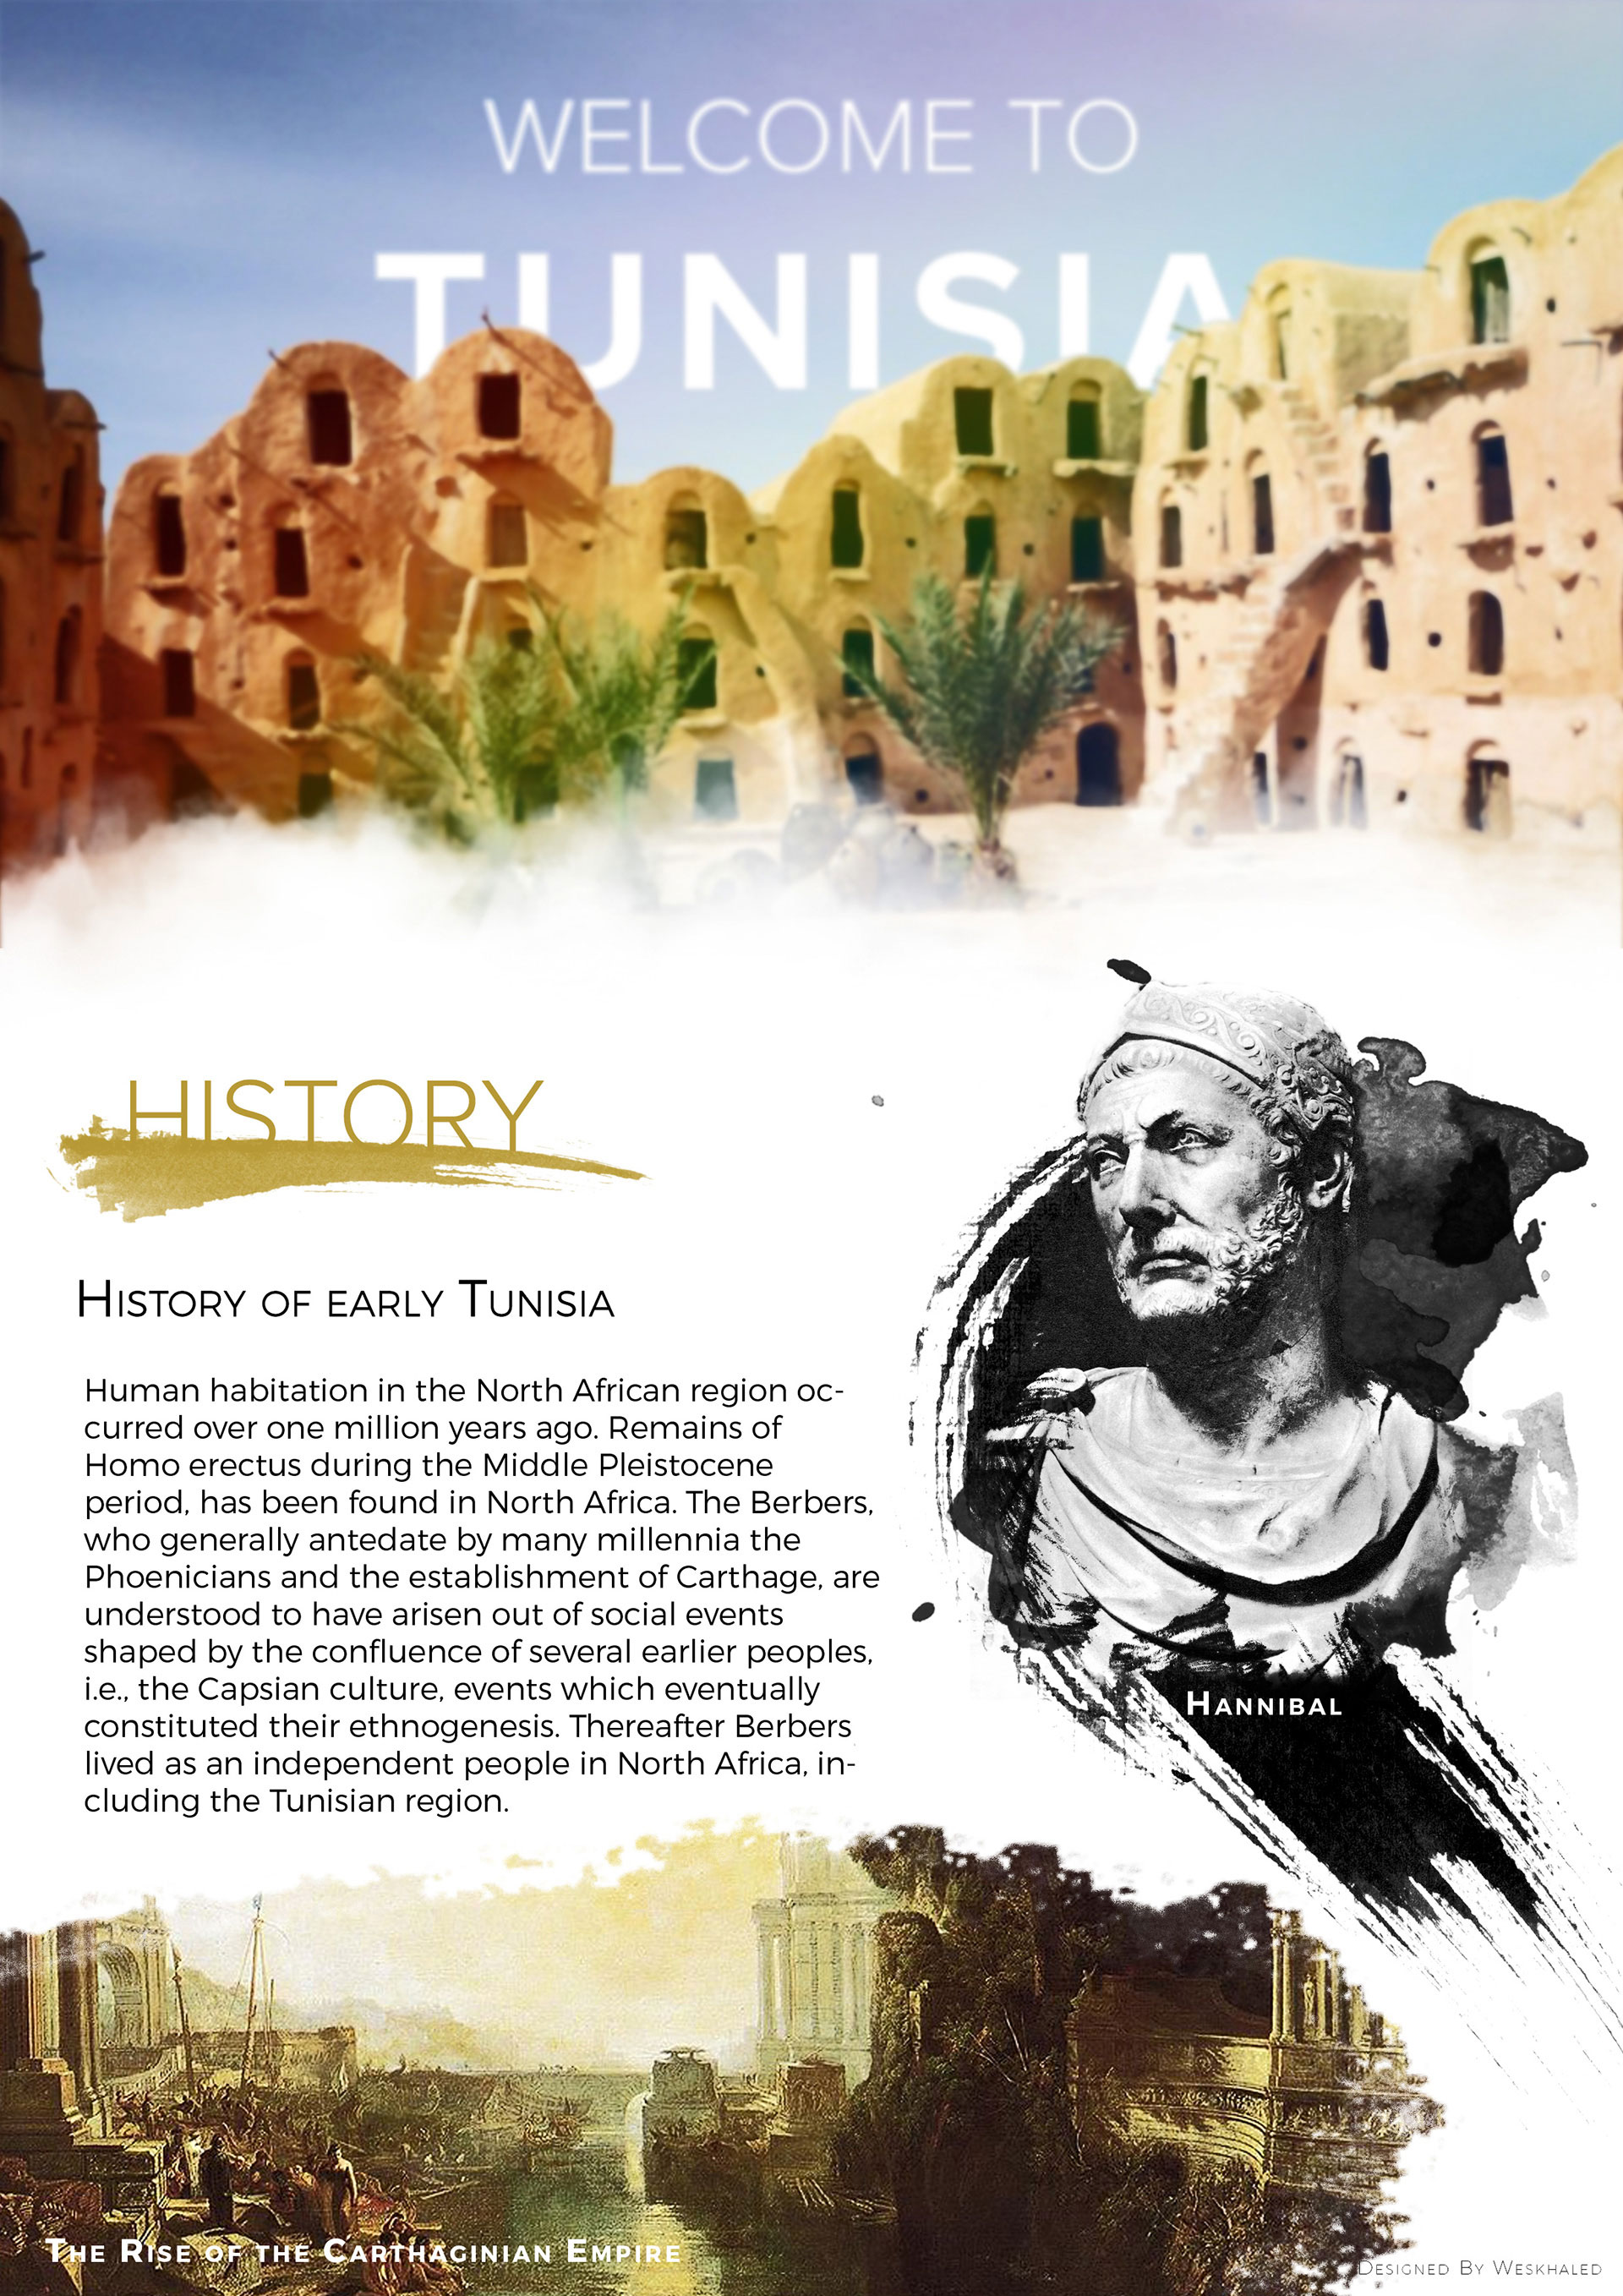 WELCOME TO
TUNISIA
HISTORY
History of early Tunisia
Human habitation in the North African region oc-
curred over one million years ago. Remains of
Homo erectus during the Middle Pleistocene
period, has been found in North Africa. The Berbers,
who generally antedate by many millennia the
Phoenicians and the establishment of Carthage, are
understood to have arisen out of social events
shaped by the confluence of several earlier peoples,
i.e., the Capsian culture, events which eventually
constituted their ethnogenesis. Thereafter Berbers
lived as an independent people in North Africa, in-
cluding the Tunisian region.
Hannibal
The Rise of the Carthaginian Empire
Designed By Weskhaled